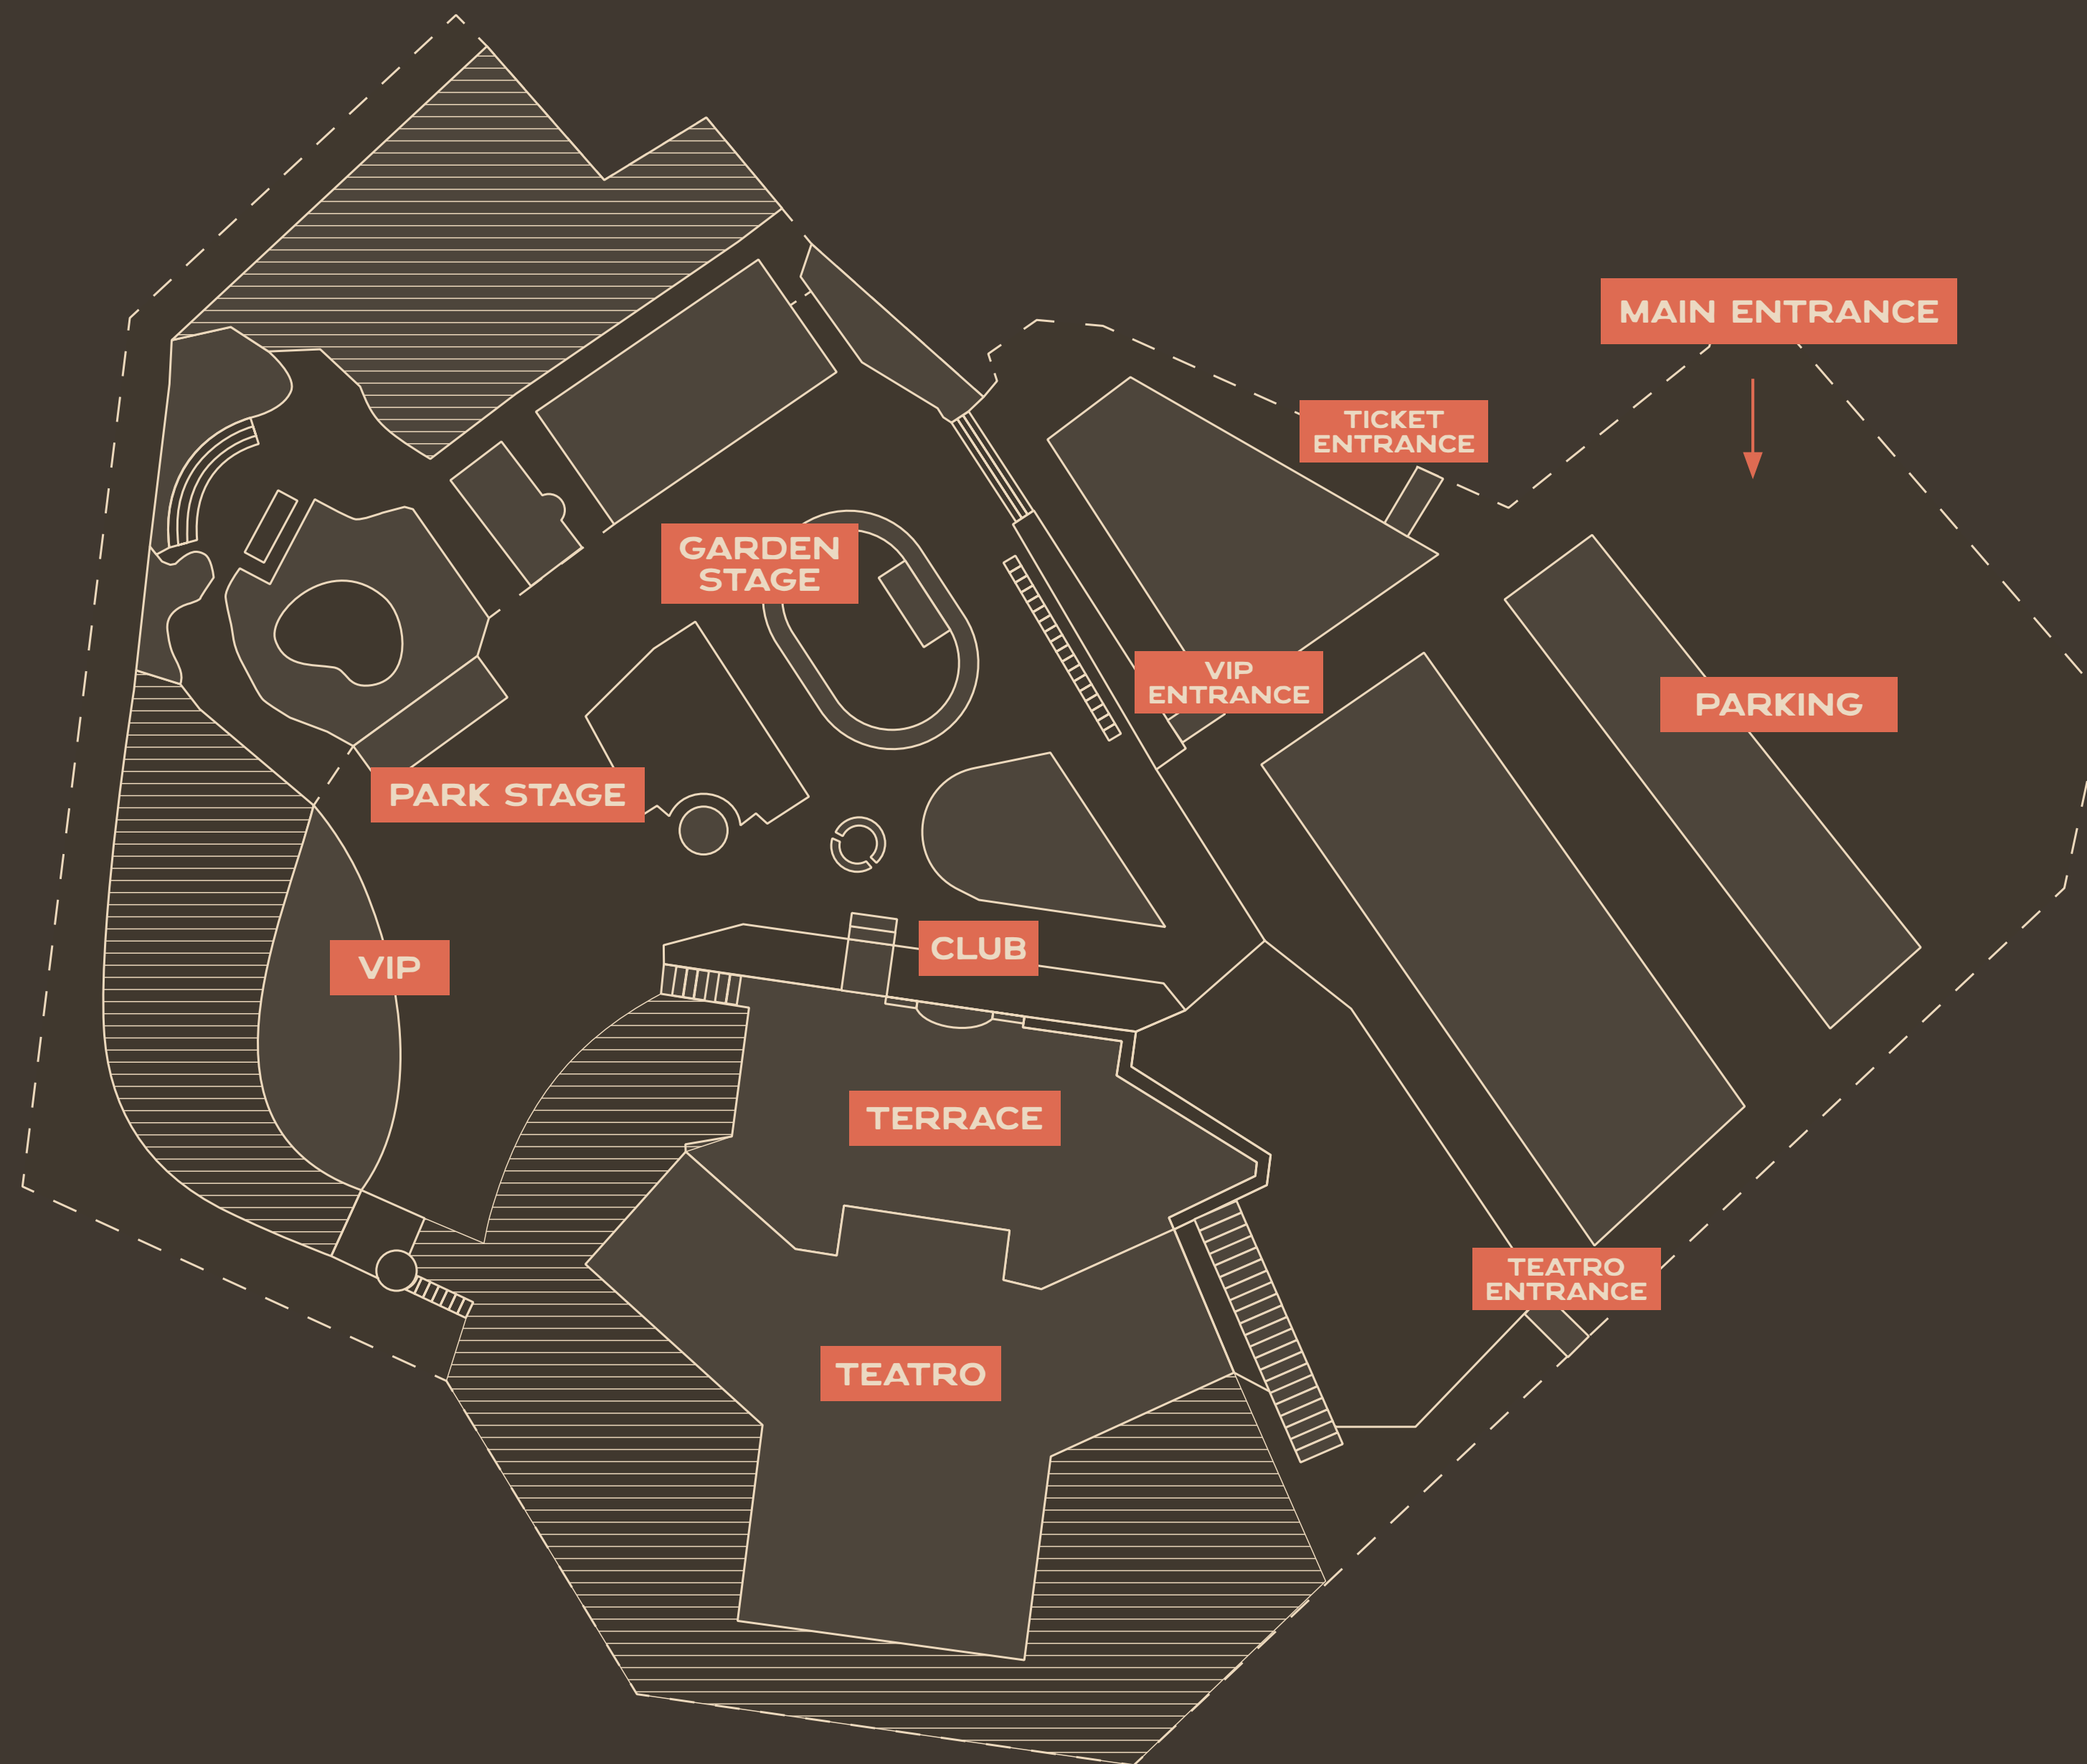 MAIN ENTRANCE
TICKET
ENTRANCE
GARDEN
STAGE
VIP
ENTRANCE
PARKING
PARK STAGE
CLUB
VIP
TERRACE
TEATRO
ENTRANCE
TEATRO